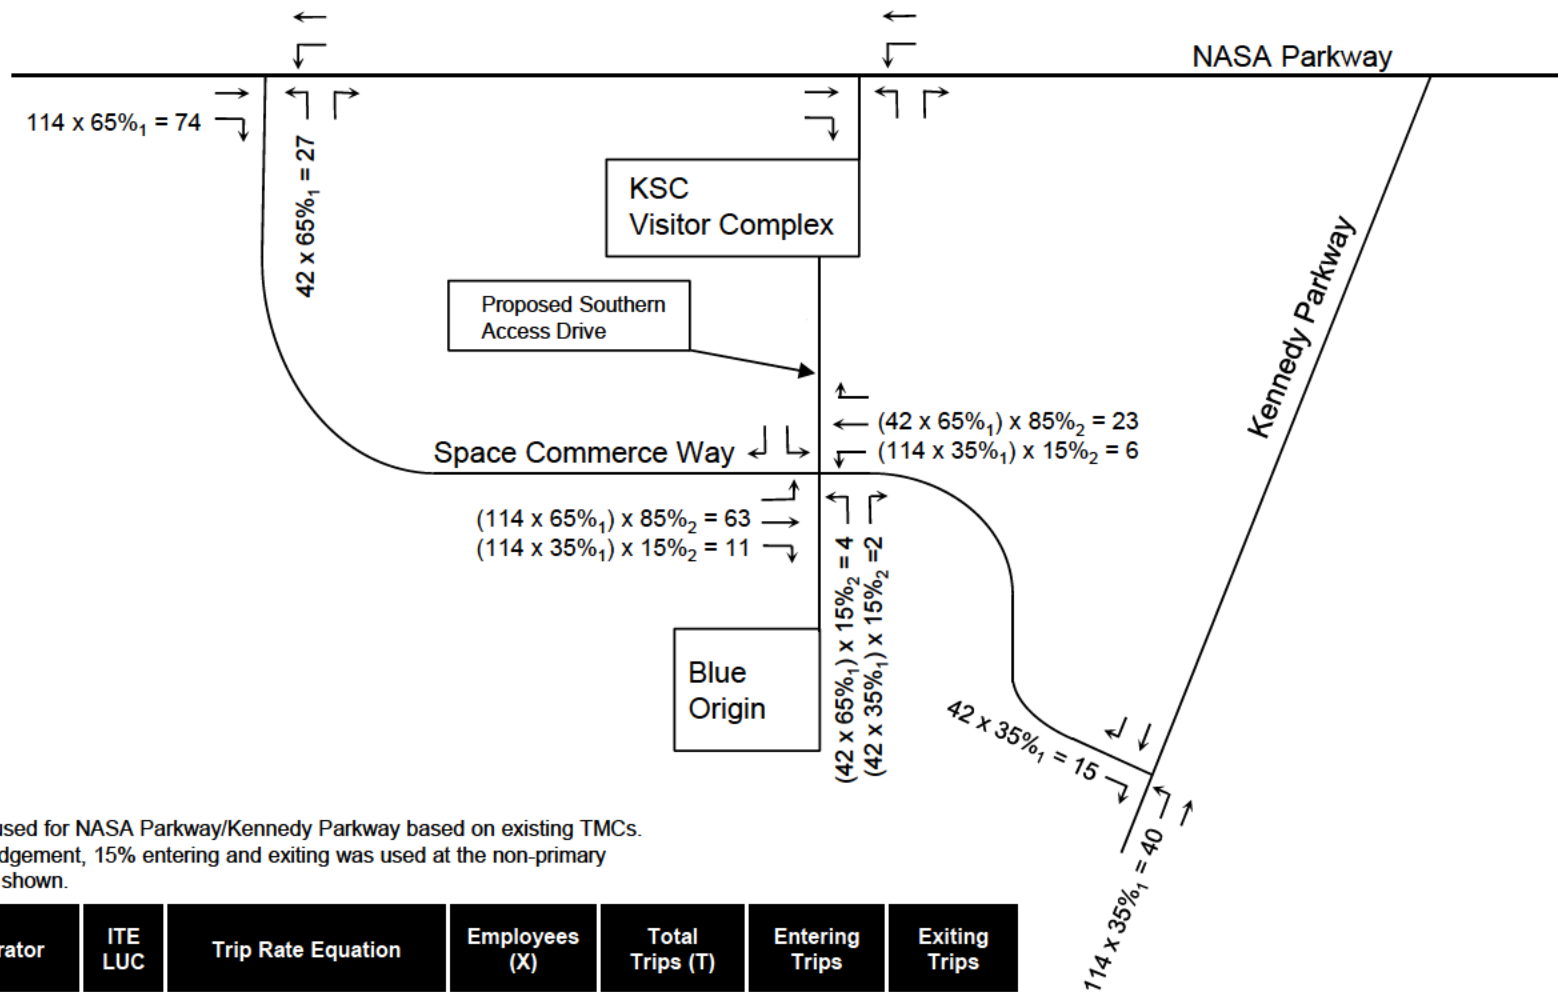 NASA Parkway
114 x 65%₁ = 74
42 x 65%₁ = 27
KSC
Visitor Complex
Kennedy Parkway
Proposed Southern
Access Drive
(42 x 65%₁) x 85%₂ = 23
Space Commerce Way
(114 x 35%₁) x 15%₂ = 6
(114 x 65%₁) x 85%₂ = 63
(114 x 35%₁) x 15%₂ = 11
(42 x 65%₁) x 15%₂ = 4
(42 x 35%₁) x 15%₂ =2
Blue
Origin
42 x 35%₁ = 15
114 x 35%₁ = 40
used for NASA Parkway/Kennedy Parkway based on existing TMCs.
dgement, 15% entering and exiting was used at the non-primary
shown.
rator
ITE
LUC
Trip Rate Equation
Employees
(X)
Total
Trips (T)
Entering
Trips
Exiting
Trips